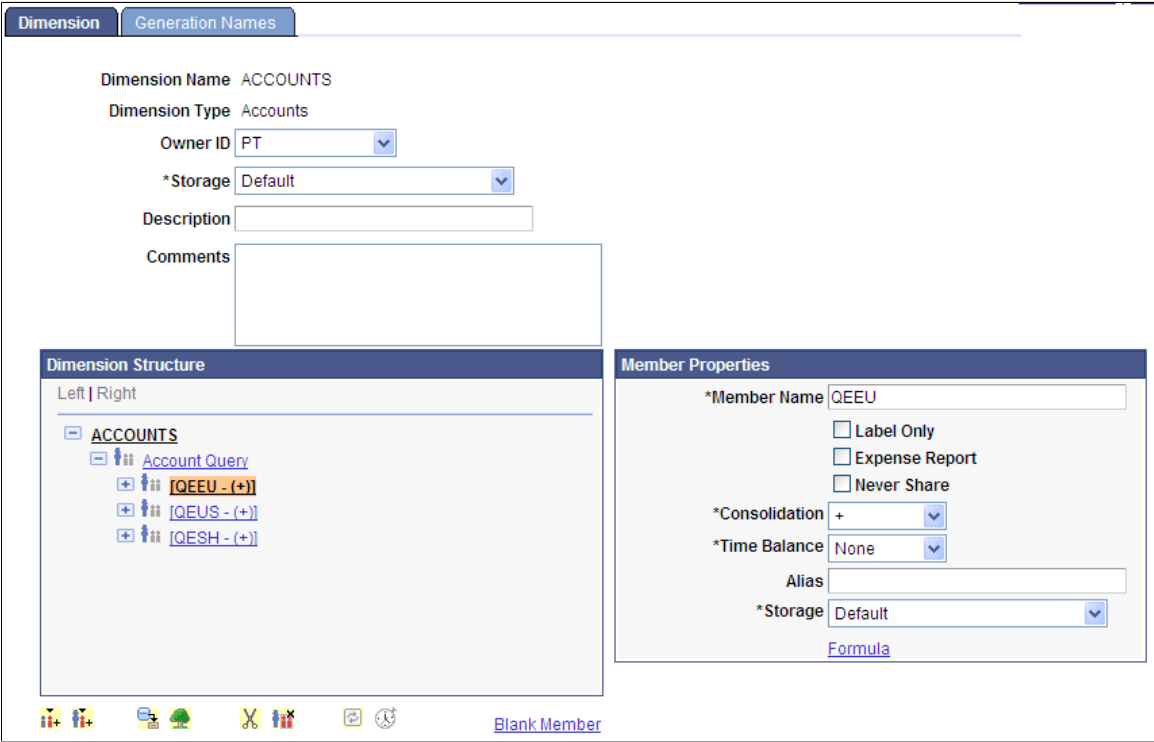 Dimension Generation Names
Dimension Name ACCOUNTS
Dimension Type Accounts
Owner ID PT
*Storage Default
Description
Comments
Dimension Structure
Left | Right
ACCOUNTS
Account Query
[QEEU - (+)]
[QEUS - (+)]
[QESH - (+)]
Blank Member
Member Properties
*Member Name QEEU
Label Only
Expense Report
Never Share
*Consolidation +
*Time Balance None
Alias
*Storage Default
Formula